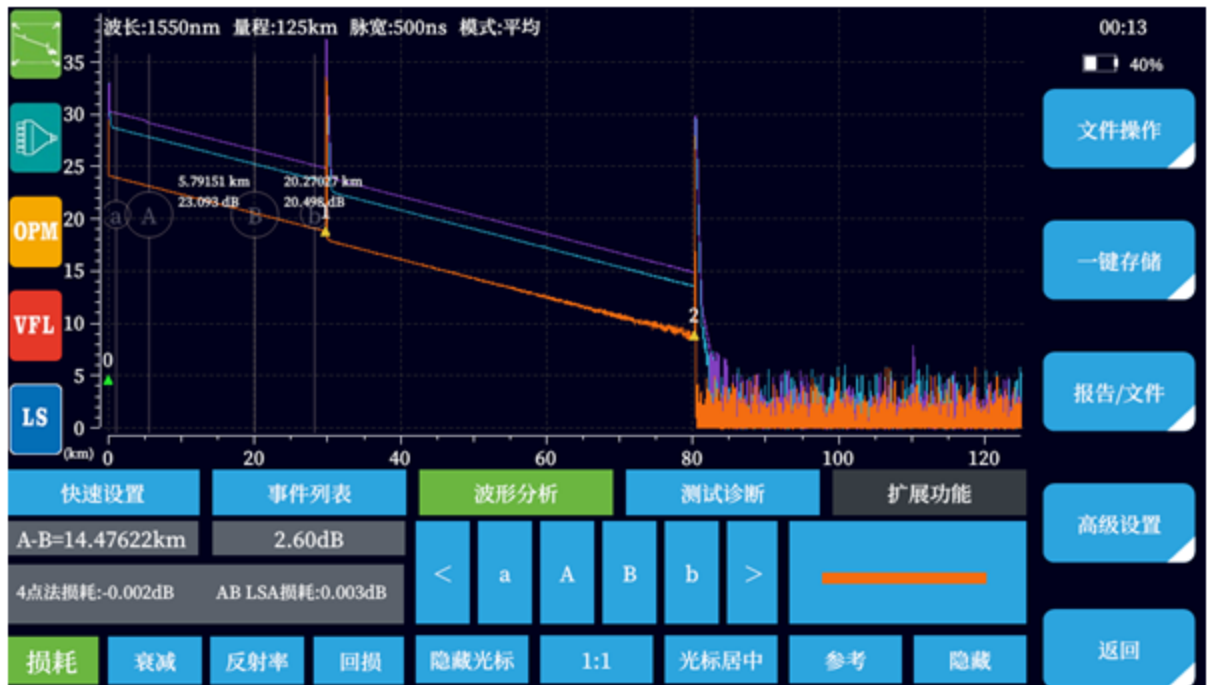 波长:1550nm 量程:125km 脉宽:500ns 模式:平均
00:13
40%
35
30
25
20
15
10
5
0
5.79151 km 20.27027 km
23.093 dB 20.498 dB
a A B b 1
2
0
(km) 0 20 40 60 80 100 120
OPM
VFL
LS
文件操作
一键存储
报告/文件
高级设置
返回
快速设置 事件列表 波形分析 测试诊断 扩展功能
A-B=14.47622km 2.60dB
4点法损耗:-0.002dB AB LSA损耗:0.003dB
< a A B b >
损耗 衰减 反射率 回损 隐藏光标 1:1 光标居中 参考 隐藏